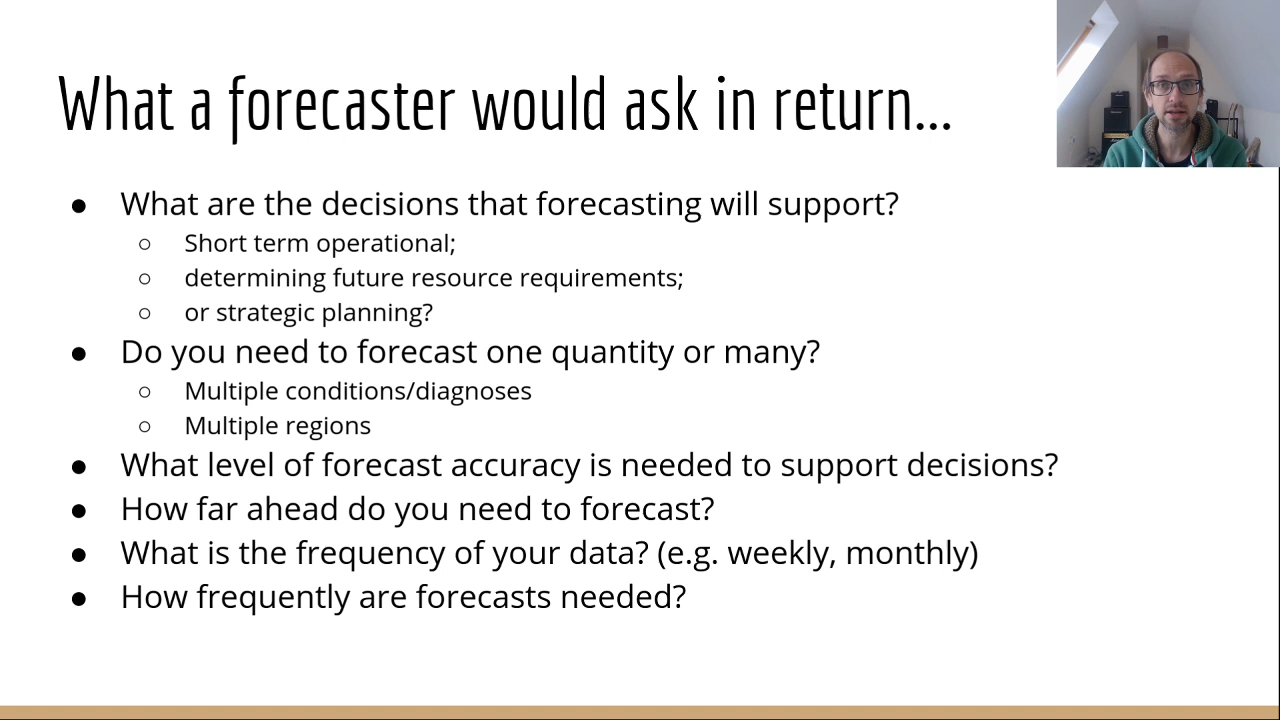 What a forecaster would ask in return...
● What are the decisions that forecasting will support?
○ Short term operational;
○ determining future resource requirements;
○ or strategic planning?
● Do you need to forecast one quantity or many?
○ Multiple conditions/diagnoses
○ Multiple regions
● What level of forecast accuracy is needed to support decisions?
● How far ahead do you need to forecast?
● What is the frequency of your data? (e.g. weekly, monthly)
● How frequently are forecasts needed?